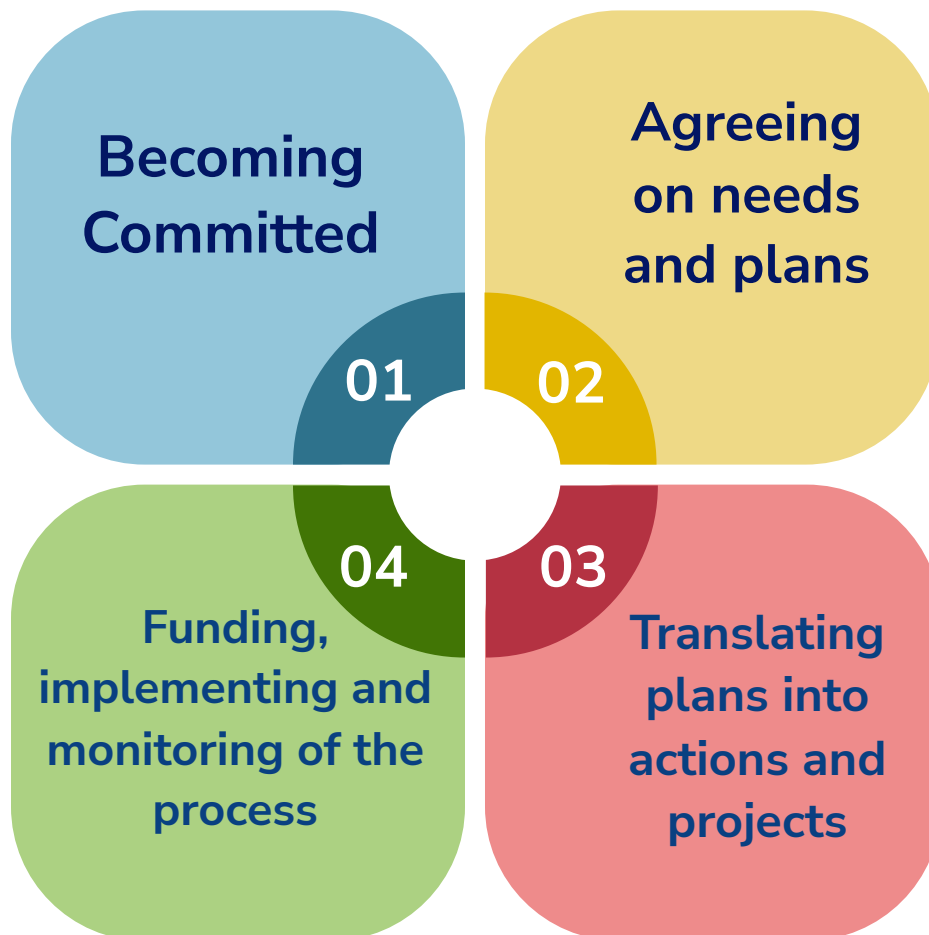 Becoming
Committed
01
Agreeing
on needs
and plans
02
03
Translating
plans into
actions and
projects
04
Funding,
implementing and
monitoring of the
process